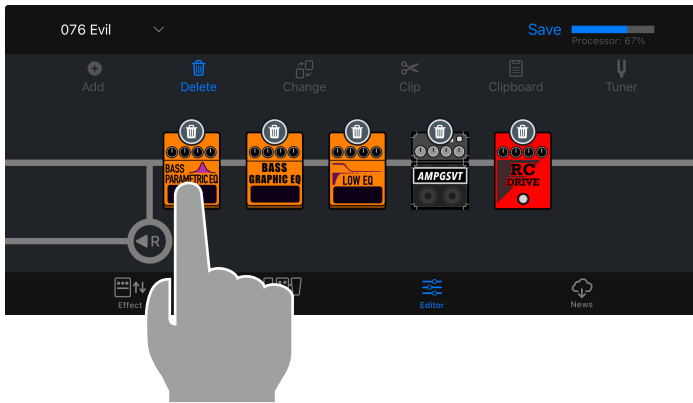 076 Evil
Save
Processor: 67%
Add
Delete
Change
Clip
Clipboard
Tuner
BASS
PARAMETRIC EQ
BASS
GRAPHIC EQ
LOW EQ
AMPGSVT
RC
DRIVE
R
Effect
Editor
News